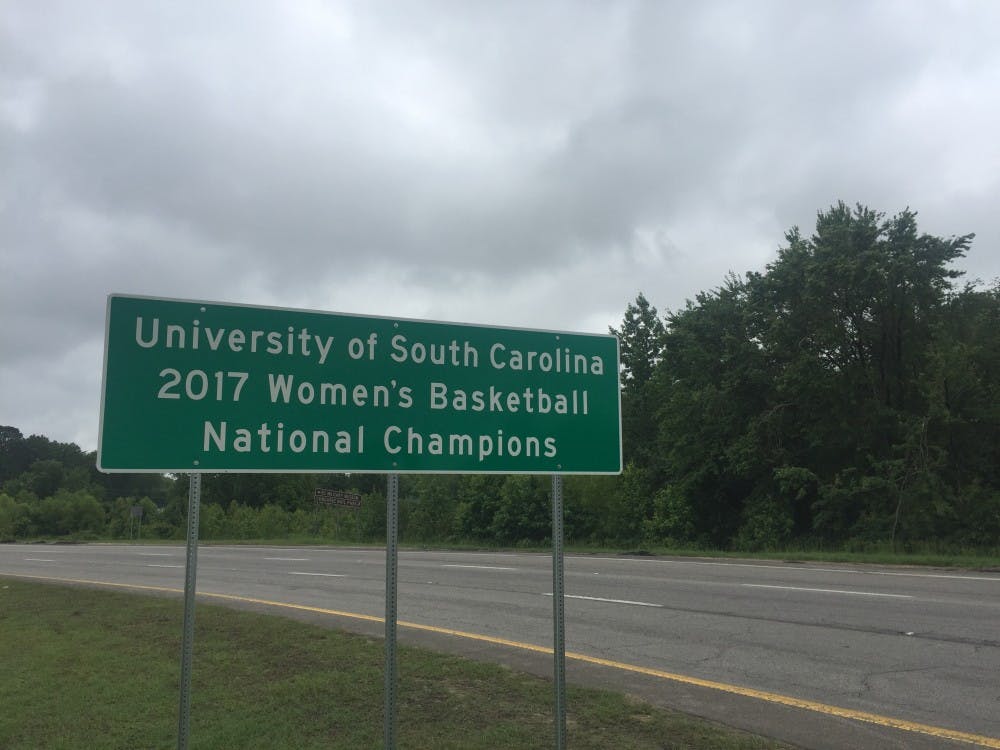 University of South Carolina
2017 Women's Basketball
National Champions